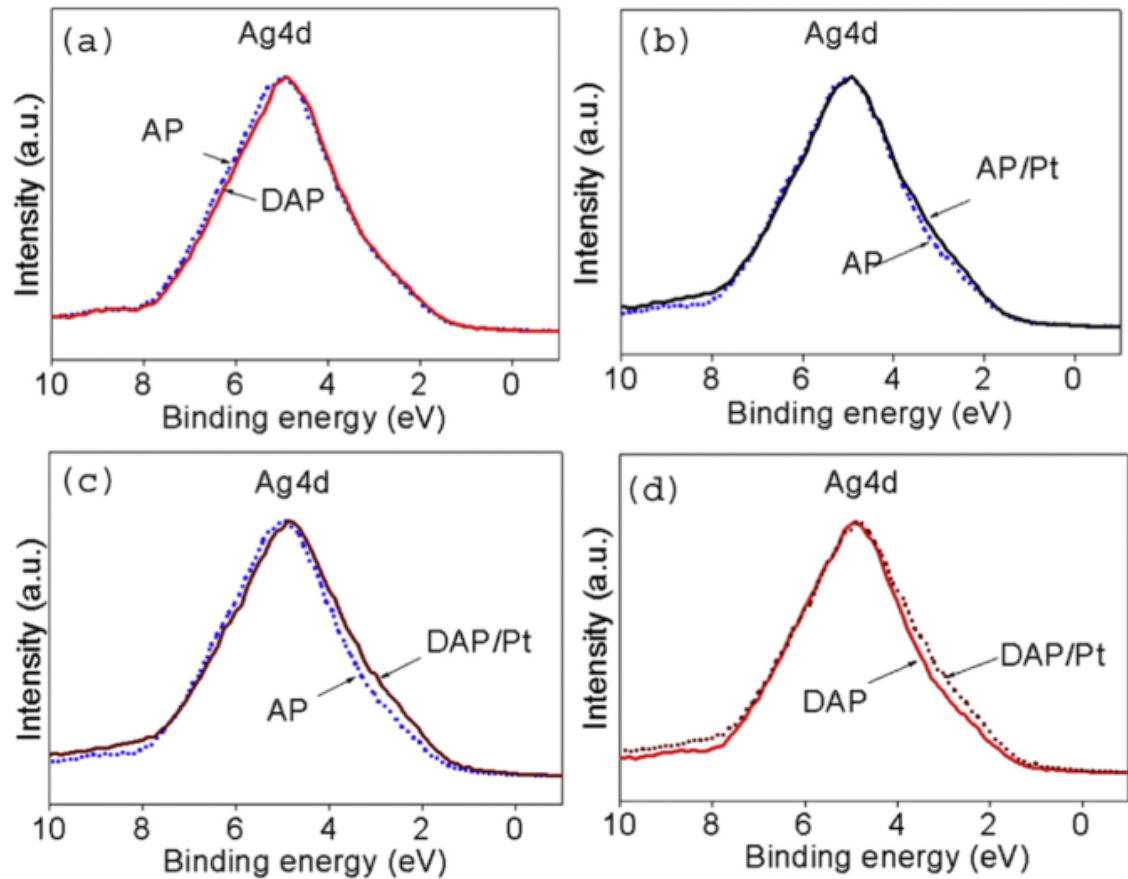 (a)
Ag4d
AP
DAP
Intensity (a.u.)
10 8 6 4 2 0
Binding energy (eV)
(b)
Ag4d
AP/Pt
AP
Intensity (a.u.)
10 8 6 4 2 0
Binding energy (eV)
(c)
Ag4d
DAP/Pt
AP
Intensity (a.u.)
10 8 6 4 2 0
Binding energy (eV)
(d)
Ag4d
DAP/Pt
DAP
Intensity (a.u.)
10 8 6 4 2 0
Binding energy (eV)